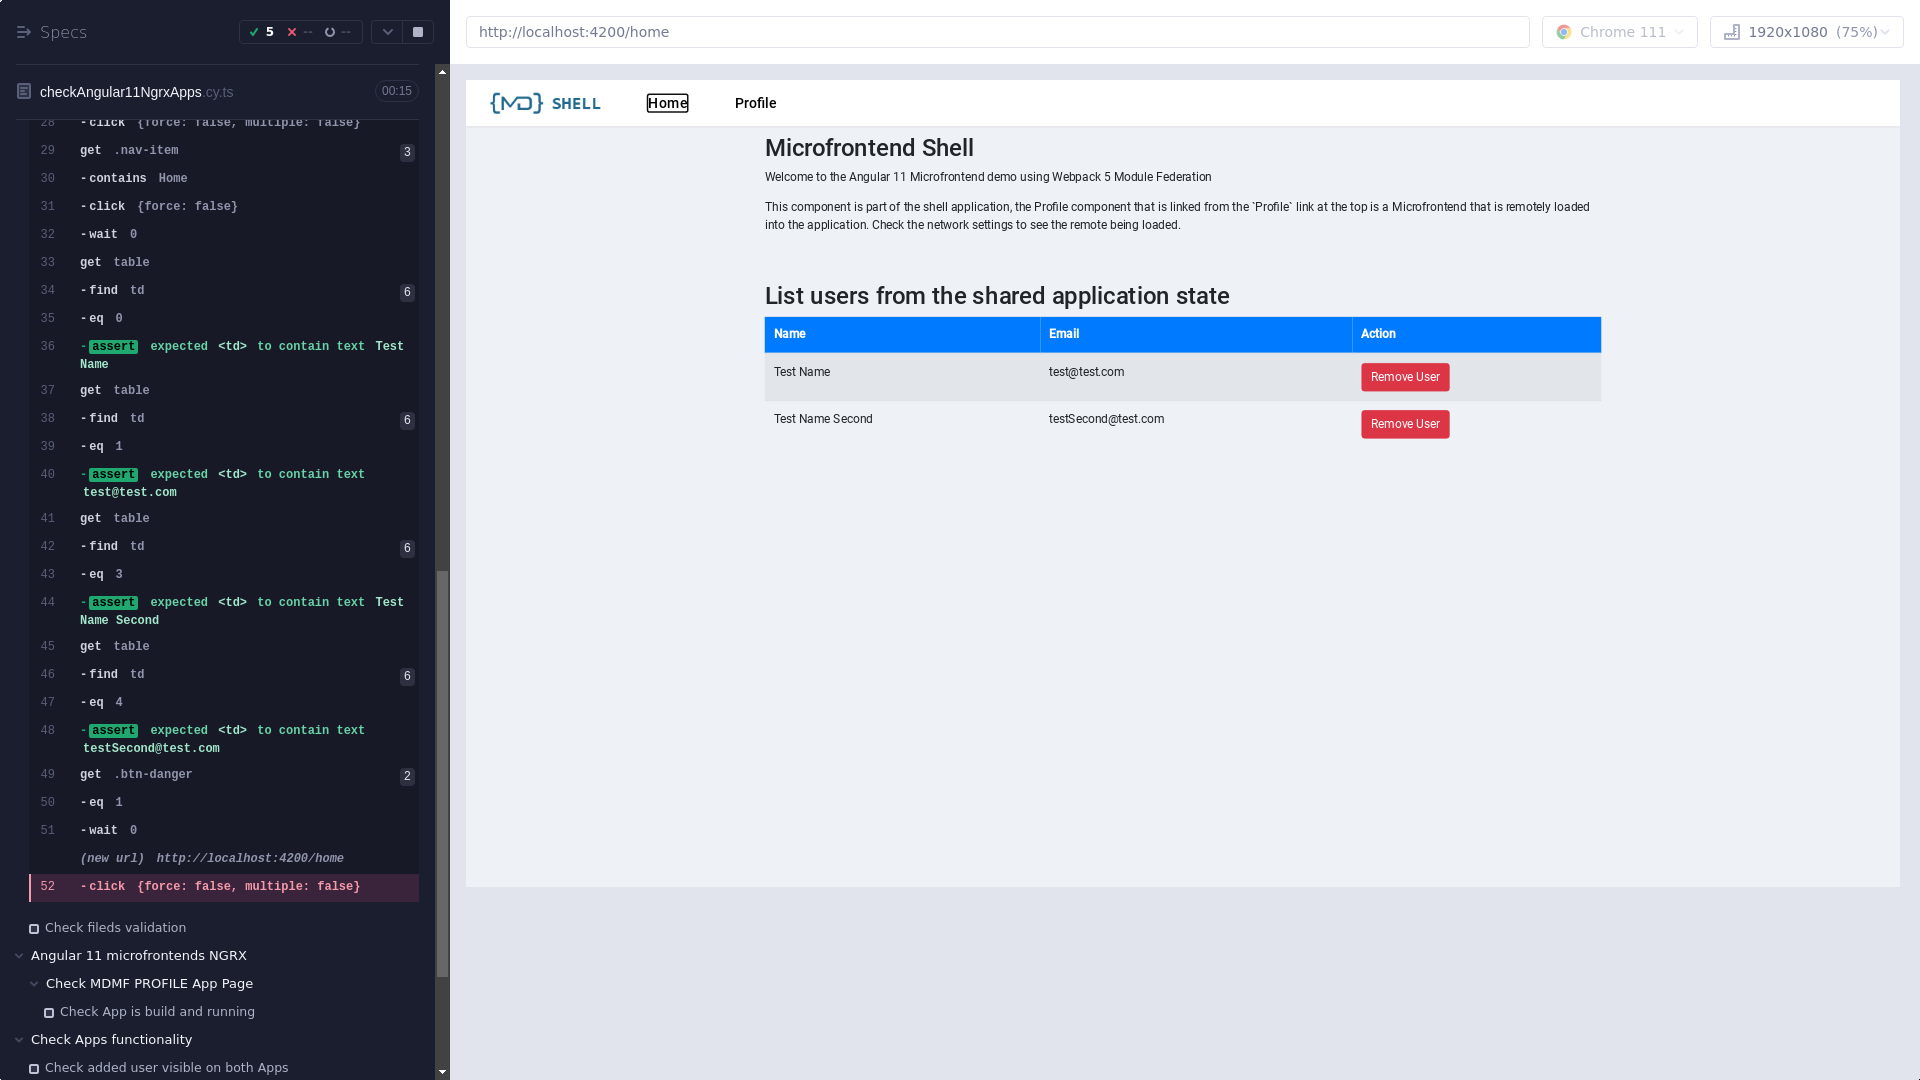 Specs
5
--
--
http://localhost:4200/home
Chrome 111
1920x1080 (75%)
checkAngular11NgrxApps.cy.ts
00:15
28 -click {force: false, multiple: false}
29 get .nav-item 3
30 -contains Home
31 -click {force: false}
32 -wait 0
33 get table
34 -find td 6
35 -eq 0
36 -assert expected <td> to contain text Test
Name
37 get table
38 -find td 6
39 -eq 1
40 -assert expected <td> to contain text
test@test.com
41 get table
42 -find td 6
43 -eq 3
44 -assert expected <td> to contain text Test
Name Second
45 get table
46 -find td 6
47 -eq 4
48 -assert expected <td> to contain text
testSecond@test.com
49 get .btn-danger 2
50 -eq 1
51 -wait 0
(new url) http://localhost:4200/home
52 -click {force: false, multiple: false}
Check fileds validation
Angular 11 microfrontends NGRX
Check MDMF PROFILE App Page
Check App is build and running
Check Apps functionality
Check added user visible on both Apps
{MD} SHELL Home Profile
Microfrontend Shell
Welcome to the Angular 11 Microfrontend demo using Webpack 5 Module Federation
This component is part of the shell application, the Profile component that is linked from the `Profile` link at the top is a Microfrontend that is remotely loaded
into the application. Check the network settings to see the remote being loaded.
List users from the shared application state
Name Email Action
Test Name test@test.com Remove User
Test Name Second testSecond@test.com Remove User